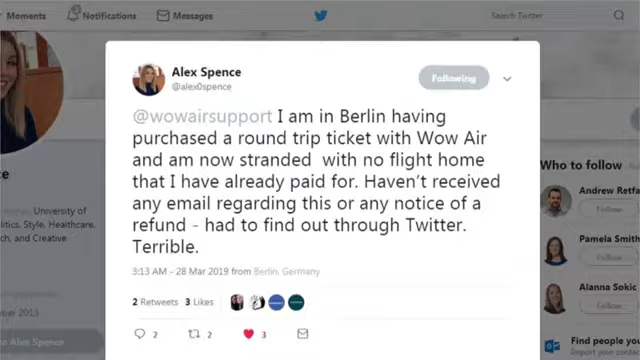 Moments
Notifications
Messages
Search Twitter
Alex Spence
@alex0spence
Following
@wowairsupport I am in Berlin having
purchased a round trip ticket with Wow Air
and am now stranded with no flight home
that I have already paid for. Haven't received
any email regarding this or any notice of a
refund - had to find out through Twitter.
Terrible.
3:13 AM - 28 Mar 2019 from Berlin, Germany
2 Retweets 3 Likes
2 2 3
University of
Style, Healthcare,
and Creative
2013
Alex Spence
Who to follow
Andrew Retfa
Follow
Pamela Smith
Follow
Alanna Sokic
Follow
Find people you
Import your contac